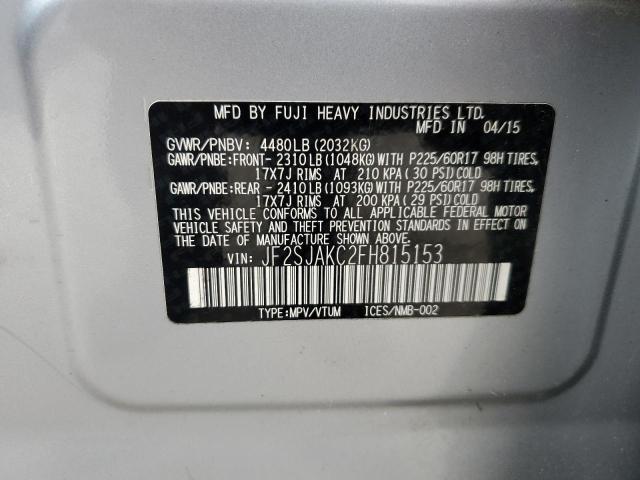 MFD BY FUJI HEAVY INDUSTRIES LTD.
MFD IN 04/15
GVWR/PNBV: 4480LB(2032KG)
GAWR/PNBE:FRONT- 2310LB(1048KG)WITH P225/60R17 98H TIRES,
17X7J RIMS AT 210 KPA( 30 PSI)COLD
GAWR/PNBE:REAR - 2410LB(1093KG)WITH P225/60R17 98H TIRES,
17X7J RIMS AT 200 KPA( 29 PSI)COLD
THIS VEHICLE CONFORMS TO ALL APPLICABLE FEDERAL MOTOR
VEHICLE SAFETY AND THEFT PREVENTION STANDARDS IN EFFECT ON
THE DATE OF MANUFACTURE SHOWN ABOVE.
VIN: JF2SJAKC2FH815153
TYPE:MPV/VTUM ICES/NMB-002